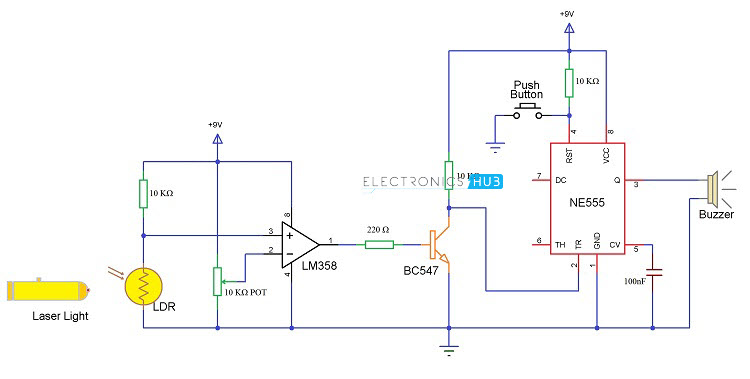 +9V
10 KΩ
Push
Button
4
8
RST
VCC
+9V
10 KΩ
ELECTRONICS HUB
10 KΩ
7
DC
Q
3
NE555
Buzzer
8
3
+
1
2
−
4
LM358
220 Ω
BC547
6
TH
TR
GND
CV
5
2
1
100nF
10 KΩ POT
LDR
Laser Light